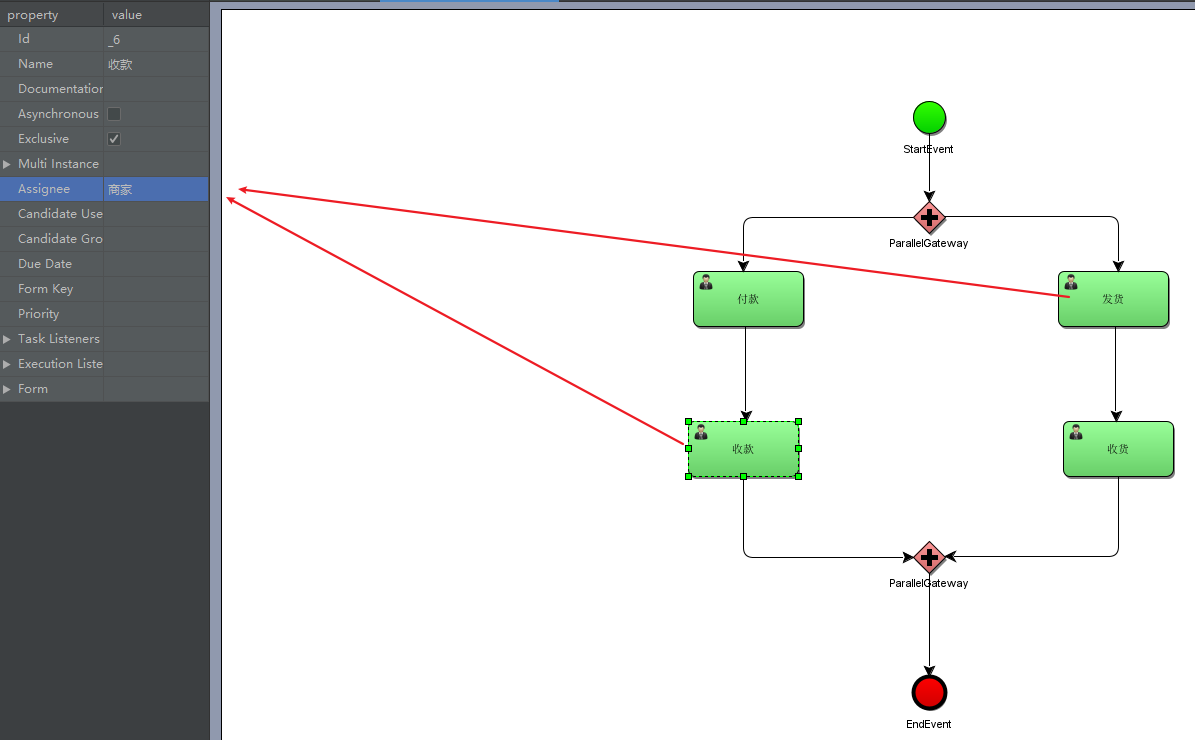 property value
Id _6
Name 收款
Documentation
Asynchronous
Exclusive
Multi Instance
Assignee 商家
Candidate Use
Candidate Gro
Due Date
Form Key
Priority
Task Listeners
Execution Liste
Form
StartEvent
ParallelGateway
付款
发货
收款
收货
ParallelGateway
EndEvent